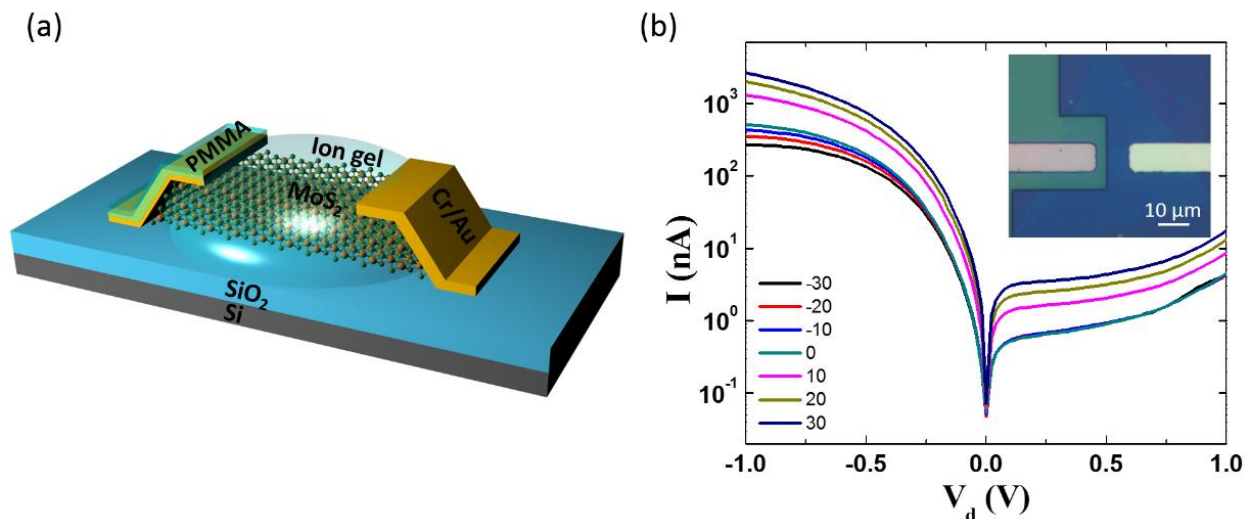 (a)
PMMA
Ion gel
MoS₂
Cr/Au
SiO₂
Si
(b)
I (nA)
10³
10²
10¹
10⁰
10⁻¹
10 μm
-30
-20
-10
0
10
20
30
-1.0 -0.5 0.0 0.5 1.0
V_d (V)